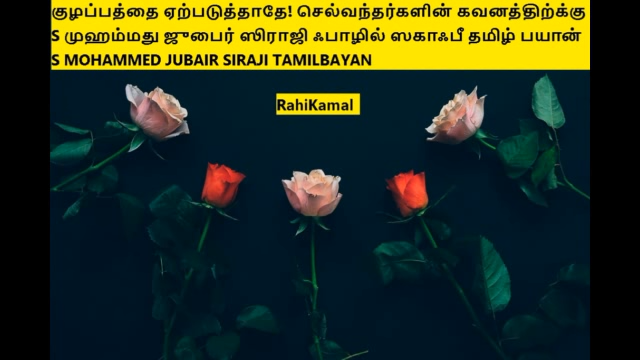 குழப்பத்தை ஏற்படுத்தாதே! செல்வந்தர்களின் கவனத்திற்க்கு
S முஹம்மது ஜுபைர் ஸிராஜி ஃபாழில் ஸகாஃபீ தமிழ் பயான்
S MOHAMMED JUBAIR SIRAJI TAMILBAYAN
RahiKamal